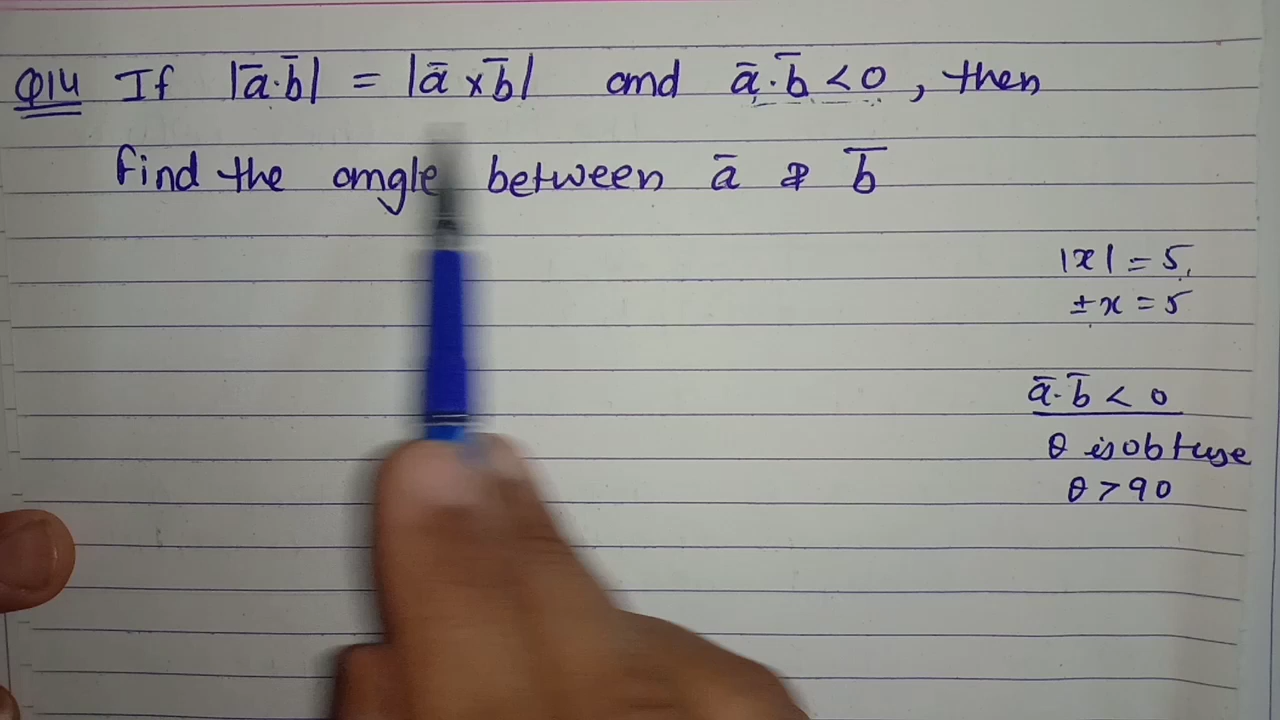 Q14 If |a̅·b̅| = |a̅ × b̅| and a̅·b̅ < 0, then
find the angle between a̅ & b̅
|x| = 5,
±x = 5
a̅·b̅ < 0
θ is obtuse
θ > 90